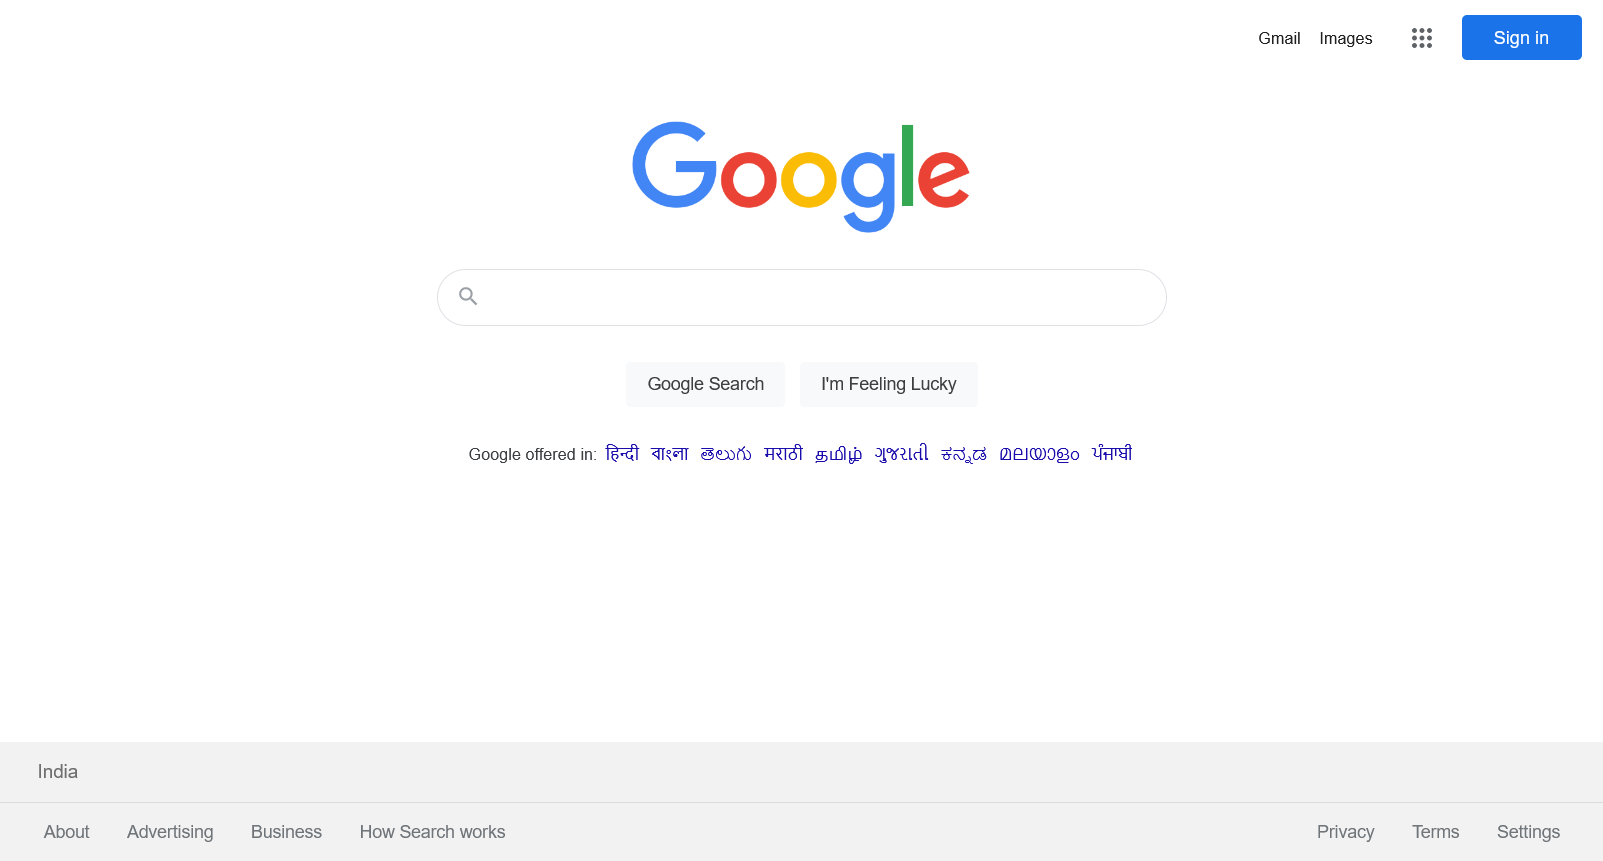 Gmail Images Sign in
Google
Google Search I'm Feeling Lucky
Google offered in: हिन्दी বাংলা తెలుగు मराठी தமிழ் ગુજરાતી ಕನ್ನಡ മലയാളം ਪੰਜਾਬੀ
India
About Advertising Business How Search works Privacy Terms Settings